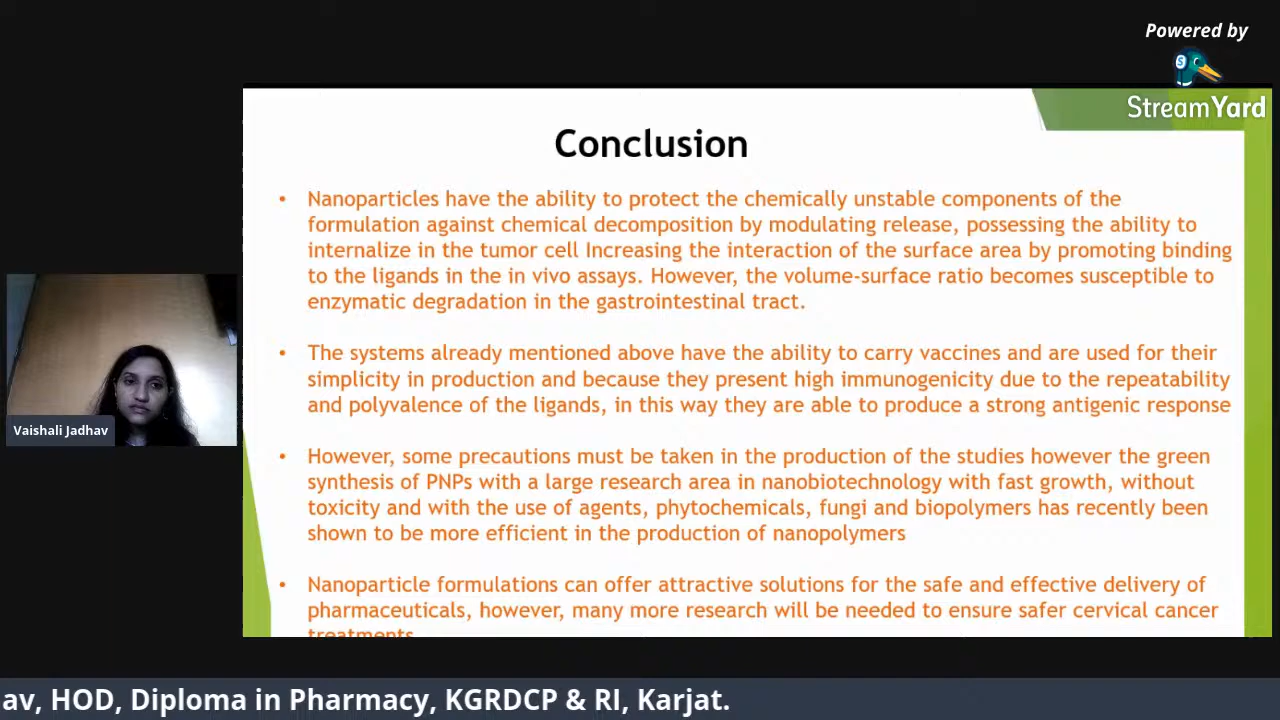 Powered by
StreamYard
Conclusion
• Nanoparticles have the ability to protect the chemically unstable components of the
formulation against chemical decomposition by modulating release, possessing the ability to
internalize in the tumor cell Increasing the interaction of the surface area by promoting binding
to the ligands in the in vivo assays. However, the volume-surface ratio becomes susceptible to
enzymatic degradation in the gastrointestinal tract.
• The systems already mentioned above have the ability to carry vaccines and are used for their
simplicity in production and because they present high immunogenicity due to the repeatability
and polyvalence of the ligands, in this way they are able to produce a strong antigenic response
• However, some precautions must be taken in the production of the studies however the green
synthesis of PNPs with a large research area in nanobiotechnology with fast growth, without
toxicity and with the use of agents, phytochemicals, fungi and biopolymers has recently been
shown to be more efficient in the production of nanopolymers
• Nanoparticle formulations can offer attractive solutions for the safe and effective delivery of
pharmaceuticals, however, many more research will be needed to ensure safer cervical cancer
treatments
Vaishali Jadhav
av, HOD, Diploma in Pharmacy, KGRDCP & RI, Karjat.